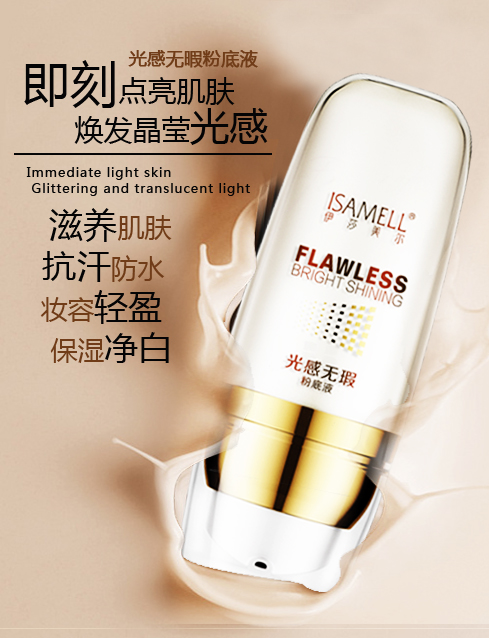 光感无瑕粉底液
即刻点亮肌肤
焕发晶莹光感
Immediate light skin
Glittering and translucent light
滋养肌肤
抗汗防水
妆容轻盈
保湿净白
ISAMELL®
伊莎美尔
FLAWLESS
BRIGHT SHINING
光感无瑕
粉底液